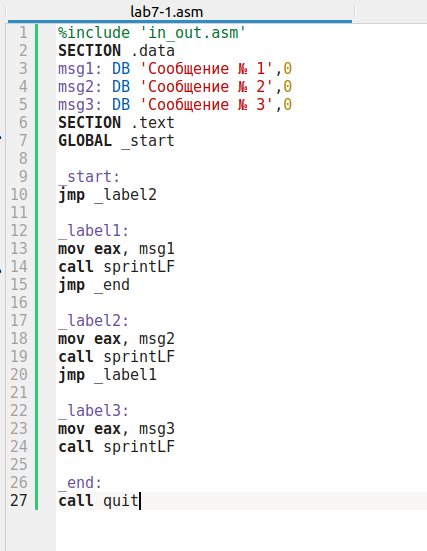 lab7-1.asm
1 %include 'in_out.asm'
2 SECTION .data
3 msg1: DB 'Сообщение № 1',0
4 msg2: DB 'Сообщение № 2',0
5 msg3: DB 'Сообщение № 3',0
6 SECTION .text
7 GLOBAL _start
8
9 _start:
10 jmp _label2
11
12 _label1:
13 mov eax, msg1
14 call sprintLF
15 jmp _end
16
17 _label2:
18 mov eax, msg2
19 call sprintLF
20 jmp _label1
21
22 _label3:
23 mov eax, msg3
24 call sprintLF
25
26 _end:
27 call quit